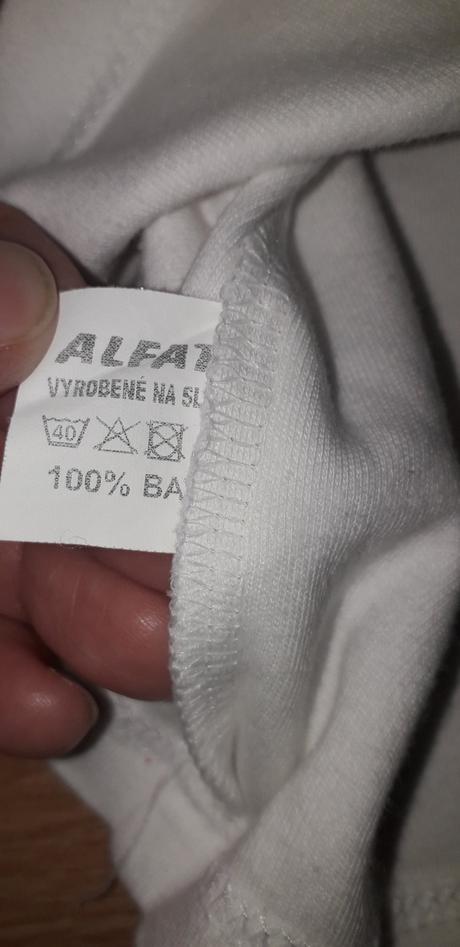 ALFAT
VYROBENÉ NA SL
40
100% BA